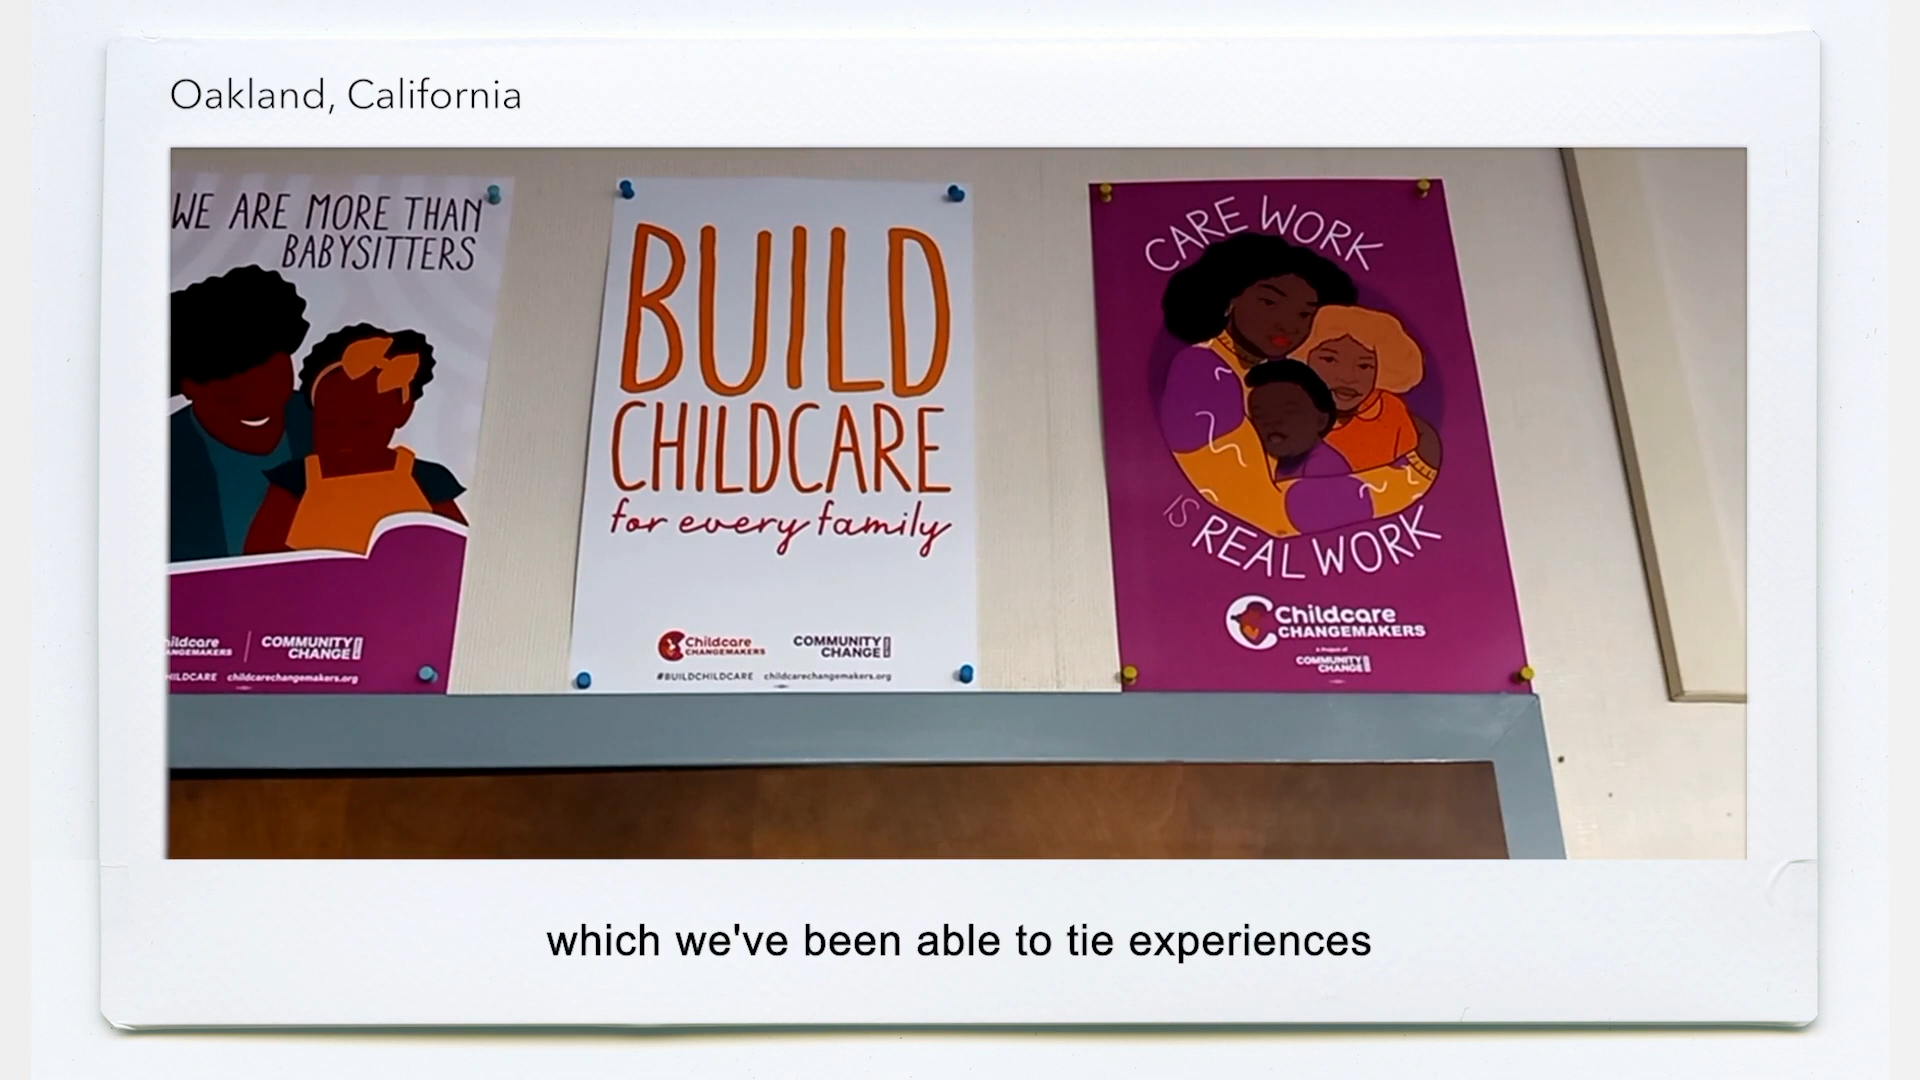 Oakland, California
WE ARE MORE THAN
BABYSITTERS
COMMUNITY
CHANGE
childcarechangemakers.org
BUILD
CHILDCARE
for every family
Childcare
CHANGEMAKERS
COMMUNITY
CHANGE
#BUILDCHILDCARE childcarechangemakers.org
CARE WORK
IS REAL WORK
Childcare
CHANGEMAKERS
A Project of
COMMUNITY
CHANGE
which we've been able to tie experiences